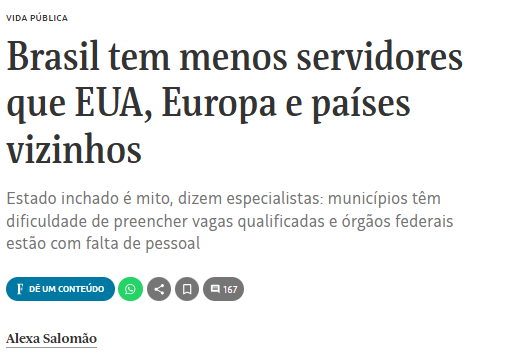 VIDA PÚBLICA
Brasil tem menos servidores
que EUA, Europa e países
vizinhos
Estado inchado é mito, dizem especialistas: municípios têm
dificuldade de preencher vagas qualificadas e órgãos federais
estão com falta de pessoal
F DÊ UM CONTEÚDO 167
Alexa Salomão